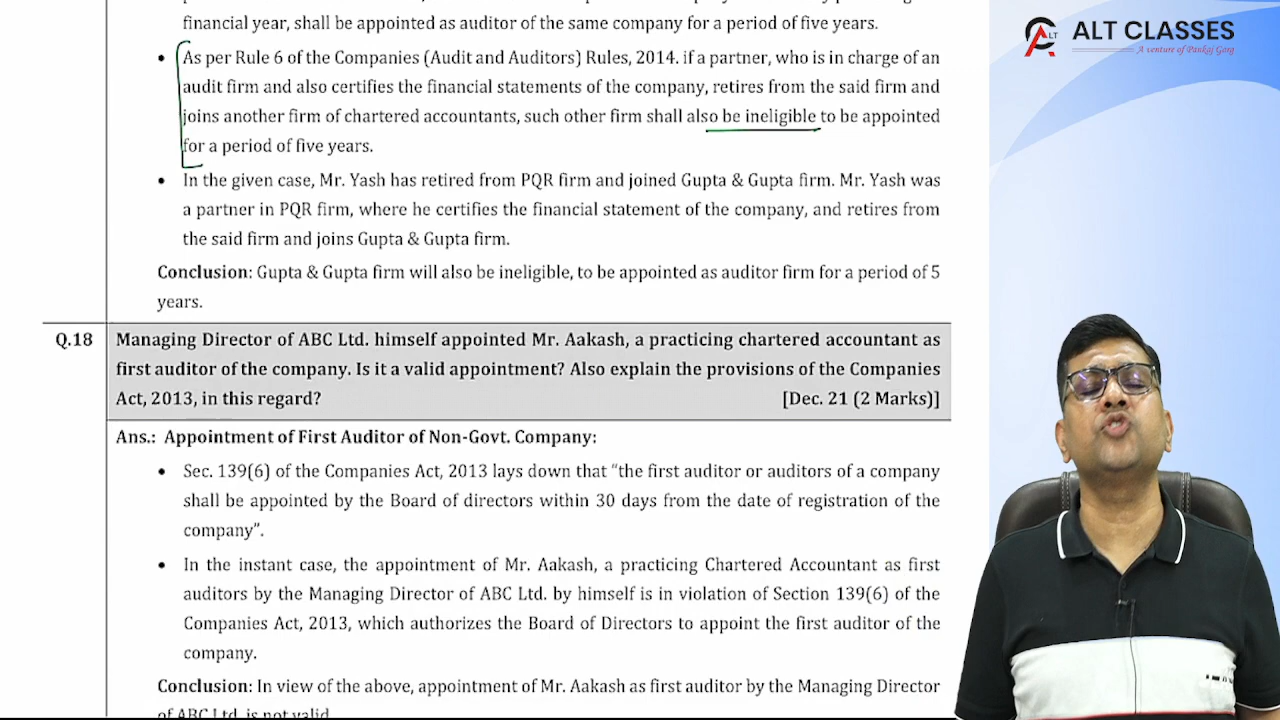 financial year, shall be appointed as auditor of the same company for a period of five years.
• As per Rule 6 of the Companies (Audit and Auditors) Rules, 2014. if a partner, who is in charge of an
audit firm and also certifies the financial statements of the company, retires from the said firm and
joins another firm of chartered accountants, such other firm shall also be ineligible to be appointed
for a period of five years.
• In the given case, Mr. Yash has retired from PQR firm and joined Gupta & Gupta firm. Mr. Yash was
a partner in PQR firm, where he certifies the financial statement of the company, and retires from
the said firm and joins Gupta & Gupta firm.
Conclusion: Gupta & Gupta firm will also be ineligible, to be appointed as auditor firm for a period of 5
years.
Q.18 Managing Director of ABC Ltd. himself appointed Mr. Aakash, a practicing chartered accountant as
first auditor of the company. Is it a valid appointment? Also explain the provisions of the Companies
Act, 2013, in this regard? [Dec. 21 (2 Marks)]
Ans.: Appointment of First Auditor of Non-Govt. Company:
• Sec. 139(6) of the Companies Act, 2013 lays down that “the first auditor or auditors of a company
shall be appointed by the Board of directors within 30 days from the date of registration of the
company”.
• In the instant case, the appointment of Mr. Aakash, a practicing Chartered Accountant as first
auditors by the Managing Director of ABC Ltd. by himself is in violation of Section 139(6) of the
Companies Act, 2013, which authorizes the Board of Directors to appoint the first auditor of the
company.
Conclusion: In view of the above, appointment of Mr. Aakash as first auditor by the Managing Director
of ABC Ltd. is not valid
ALT
ALT CLASSES
A venture of Pankaj Garg